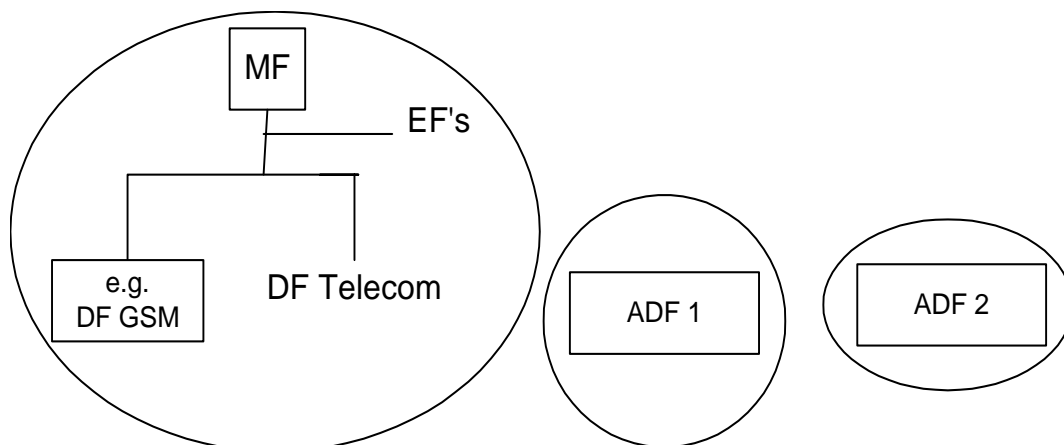 MF
EF's
e.g.
DF GSM
DF Telecom
ADF 1
ADF 2